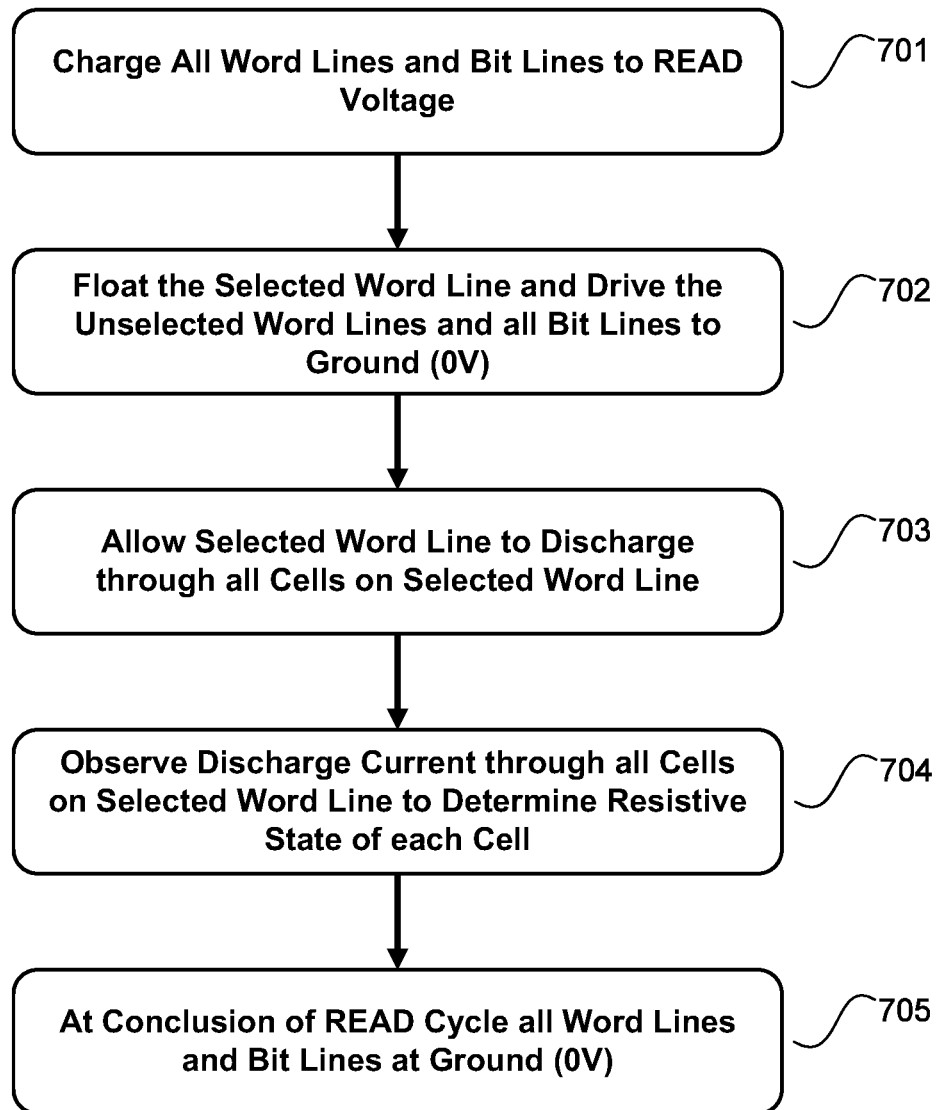 Charge All Word Lines and Bit Lines to READ
Voltage
701
Float the Selected Word Line and Drive the
Unselected Word Lines and all Bit Lines to
Ground (0V)
702
Allow Selected Word Line to Discharge
through all Cells on Selected Word Line
703
Observe Discharge Current through all Cells
on Selected Word Line to Determine Resistive
State of each Cell
704
At Conclusion of READ Cycle all Word Lines
and Bit Lines at Ground (0V)
705